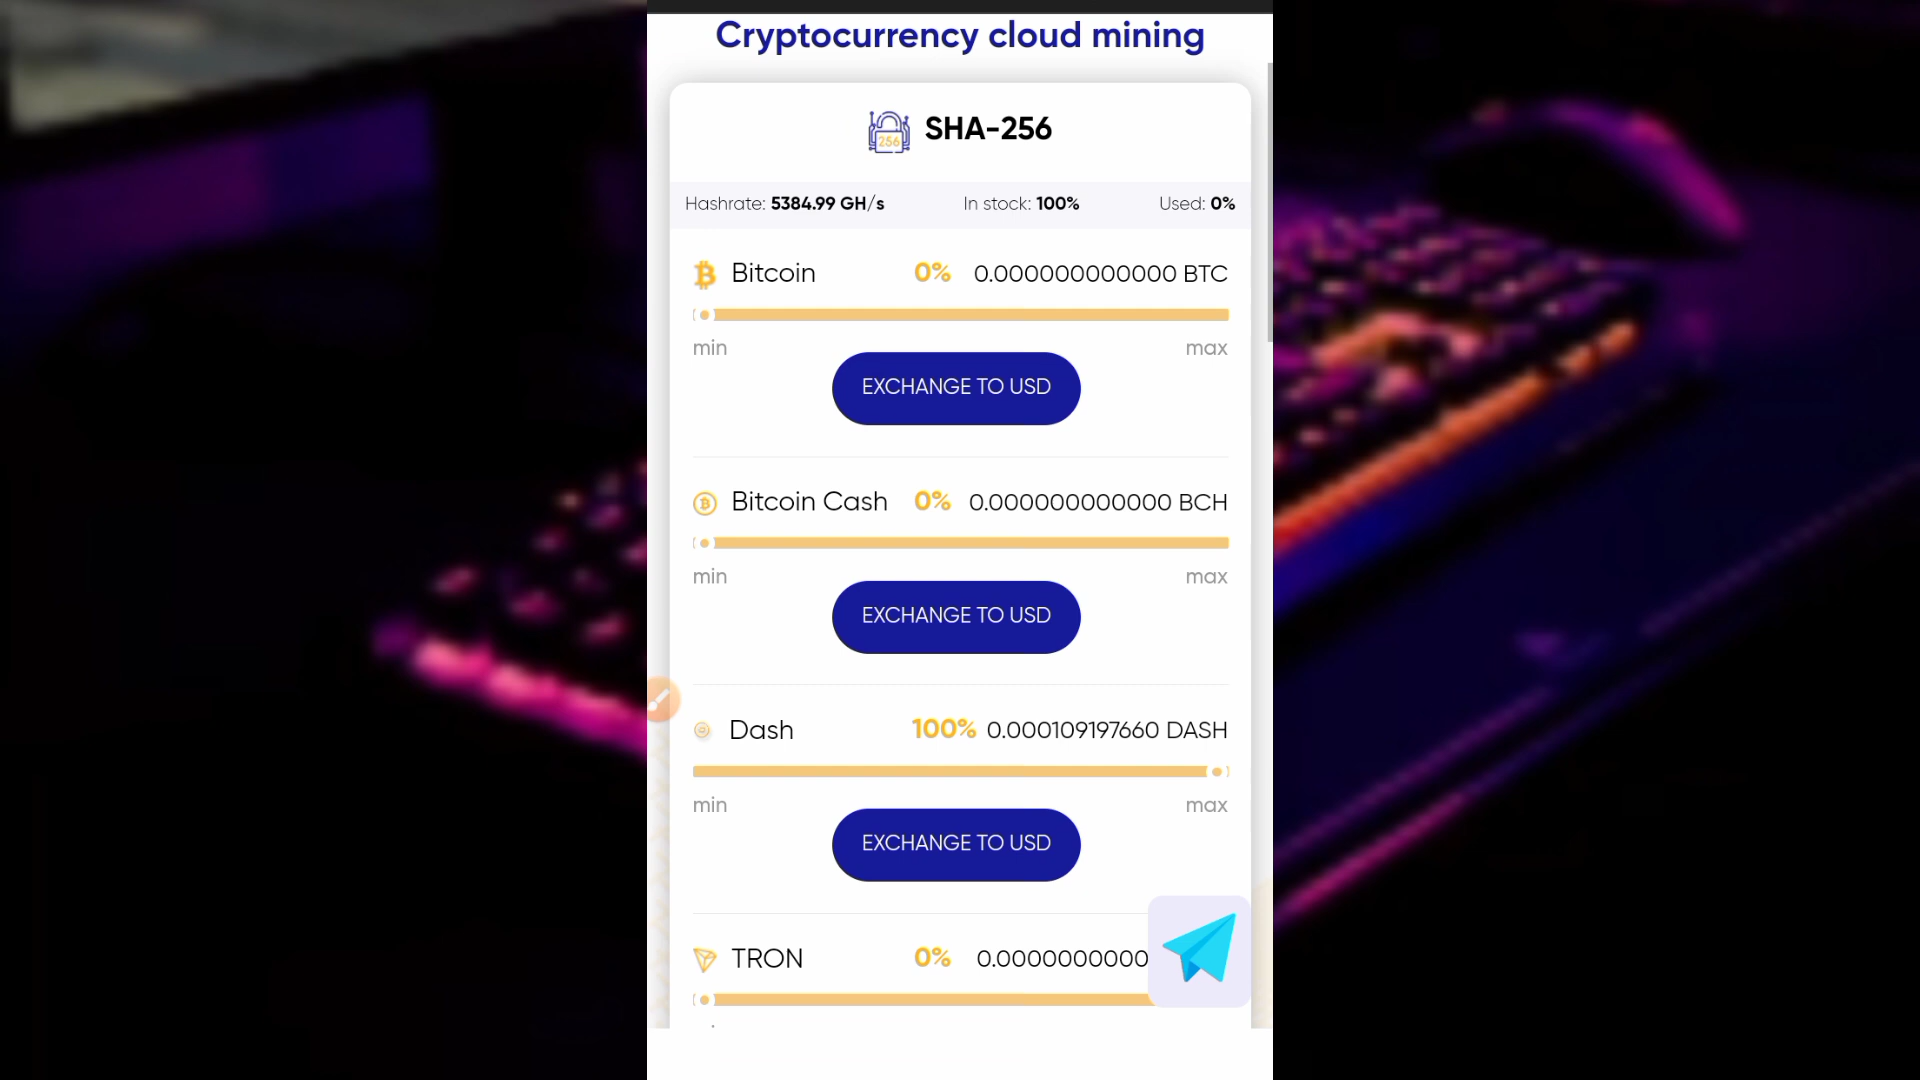 Cryptocurrency cloud mining
256
SHA-256
Hashrate: 5384.99 GH/s In stock: 100% Used: 0%
Bitcoin 0% 0.000000000000 BTC
min max
EXCHANGE TO USD
Bitcoin Cash 0% 0.000000000000 BCH
min max
EXCHANGE TO USD
Dash 100% 0.000109197660 DASH
min max
EXCHANGE TO USD
TRON 0% 0.0000000000